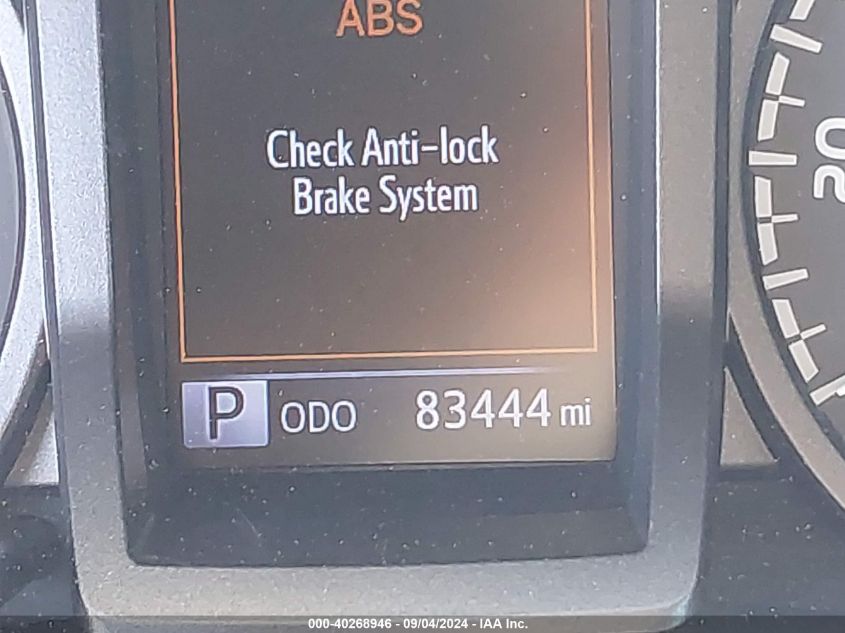 ABS
Check Anti-lock
Brake System
P ODO 83444 mi
20
000-40268946 - 09/04/2024 - IAA Inc.